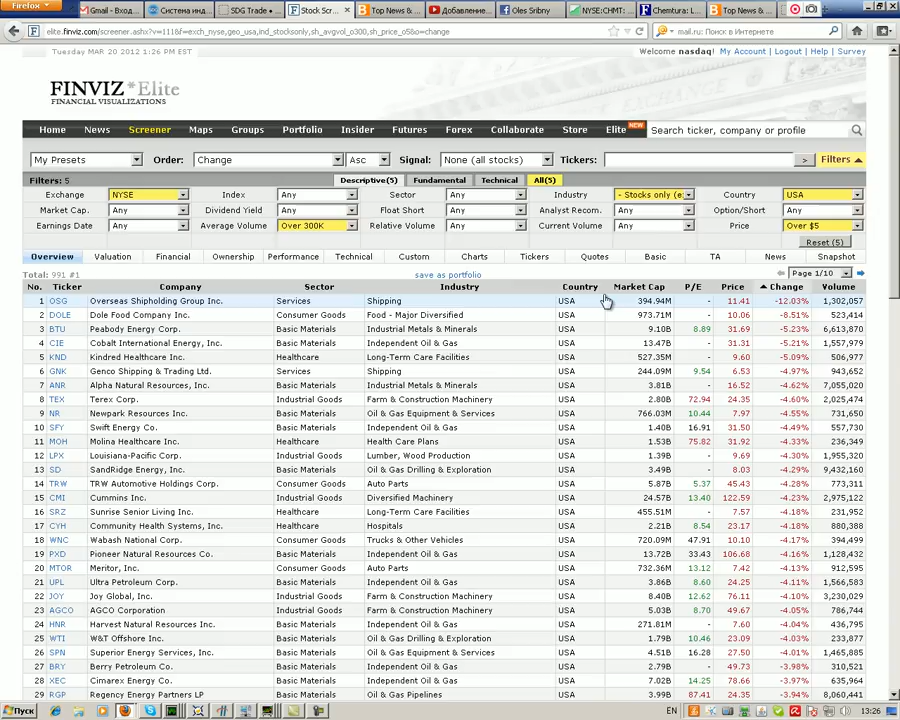 Firefox
Gmail - Вход
Система инд
SDG Trade
Stock Scr
Top News &
Добавление
Oles Sribny
NYSE:CHMT:
Chemtura: L
Top News &
elite.finviz.com/screener.ashx?v=111&f=exch_nyse,geo_usa,ind_stocksonly,sh_avgvol_o300,sh_price_o5&o=change
mail.ru: Поиск в Интернете
Tuesday MAR 20 2012 1:26 PM EST
Welcome nasdaq! My Account | Logout | Help | Survey
FINVIZ *Elite
FINANCIAL VISUALIZATIONS
Home News Screener Maps Groups Portfolio Insider Futures Forex Collaborate Store Elite NEW Search ticker, company or profile
My Presets Order: Change Asc Signal: None (all stocks) Tickers: > Filters
Filters: 5 Descriptive(5) Fundamental Technical All(5)
Exchange NYSE Index Any Sector Any Industry - Stocks only (e: Country USA
Market Cap. Any Dividend Yield Any Float Short Any Analyst Recom. Any Option/Short Any
Earnings Date Any Average Volume Over 300K Relative Volume Any Current Volume Any Price Over $5
Reset (5)
Overview Valuation Financial Ownership Performance Technical Custom Charts Tickers Quotes Basic TA News Snapshot
Total: 991 #1 save as portfolio Page 1/10
No. Ticker Company Sector Industry Country Market Cap P/E Price Change Volume
1 OSG Overseas Shipholding Group Inc. Services Shipping USA 394.94M - 11.41 -12.03% 1,302,057
2 DOLE Dole Food Company Inc. Consumer Goods Food - Major Diversified USA 973.71M - 10.06 -8.51% 523,414
3 BTU Peabody Energy Corp. Basic Materials Industrial Metals & Minerals USA 9.10B 8.89 31.69 -5.23% 6,613,870
4 CIE Cobalt International Energy, Inc. Basic Materials Independent Oil & Gas USA 13.47B - 31.31 -5.21% 1,557,979
5 KND Kindred Healthcare Inc. Healthcare Long-Term Care Facilities USA 527.35M - 9.60 -5.09% 506,977
6 GNK Genco Shipping & Trading Ltd. Services Shipping USA 244.09M 9.54 6.53 -4.97% 943,652
7 ANR Alpha Natural Resources, Inc. Basic Materials Industrial Metals & Minerals USA 3.81B - 16.52 -4.62% 7,055,020
8 TEX Terex Corp. Industrial Goods Farm & Construction Machinery USA 2.80B 72.94 24.35 -4.60% 2,025,474
9 NR Newpark Resources Inc. Basic Materials Oil & Gas Equipment & Services USA 766.03M 10.44 7.97 -4.55% 731,650
10 SFY Swift Energy Co. Basic Materials Independent Oil & Gas USA 1.40B 16.91 31.50 -4.49% 557,730
11 MOH Molina Healthcare Inc. Healthcare Health Care Plans USA 1.53B 75.82 31.92 -4.33% 236,349
12 LPX Louisiana-Pacific Corp. Industrial Goods Lumber, Wood Production USA 1.39B - 9.69 -4.30% 1,955,320
13 SD SandRidge Energy, Inc. Basic Materials Oil & Gas Drilling & Exploration USA 3.49B - 8.03 -4.29% 9,432,160
14 TRW TRW Automotive Holdings Corp. Consumer Goods Auto Parts USA 5.87B 5.37 45.43 -4.28% 773,311
15 CMI Cummins Inc. Industrial Goods Diversified Machinery USA 24.57B 13.40 122.59 -4.23% 2,975,122
16 SRZ Sunrise Senior Living Inc. Healthcare Long-Term Care Facilities USA 455.51M - 7.57 -4.18% 231,952
17 CYH Community Health Systems, Inc. Healthcare Hospitals USA 2.21B 8.54 23.17 -4.18% 880,388
18 WNC Wabash National Corp. Consumer Goods Trucks & Other Vehicles USA 720.09M 47.91 10.10 -4.17% 394,499
19 PXD Pioneer Natural Resources Co. Basic Materials Independent Oil & Gas USA 13.72B 33.43 106.68 -4.16% 1,128,432
20 MTOR Meritor, Inc. Consumer Goods Auto Parts USA 732.36M 13.12 7.42 -4.13% 912,595
21 UPL Ultra Petroleum Corp. Basic Materials Independent Oil & Gas USA 3.86B 8.60 24.25 -4.11% 1,566,583
22 JOY Joy Global, Inc. Industrial Goods Farm & Construction Machinery USA 8.40B 12.62 76.11 -4.10% 3,230,029
23 AGCO AGCO Corporation Industrial Goods Farm & Construction Machinery USA 5.03B 8.70 49.67 -4.05% 786,744
24 HNR Harvest Natural Resources Inc. Basic Materials Independent Oil & Gas USA 271.81M - 7.60 -4.04% 436,795
25 WTI W&T Offshore Inc. Basic Materials Oil & Gas Drilling & Exploration USA 1.79B 10.46 23.09 -4.03% 233,877
26 SPN Superior Energy Services, Inc. Basic Materials Oil & Gas Equipment & Services USA 4.51B 16.28 27.50 -4.01% 1,465,885
27 BRY Berry Petroleum Co. Basic Materials Independent Oil & Gas USA 2.79B - 49.73 -3.98% 310,521
28 XEC Cimarex Energy Co. Basic Materials Independent Oil & Gas USA 7.02B 14.25 78.66 -3.97% 931,560
29 RGP Regency Energy Partners LP Basic Materials Oil & Gas Pipelines USA 3.99B 87.41 24.35 -3.94% 8,060,441
Пуск EN 13:26